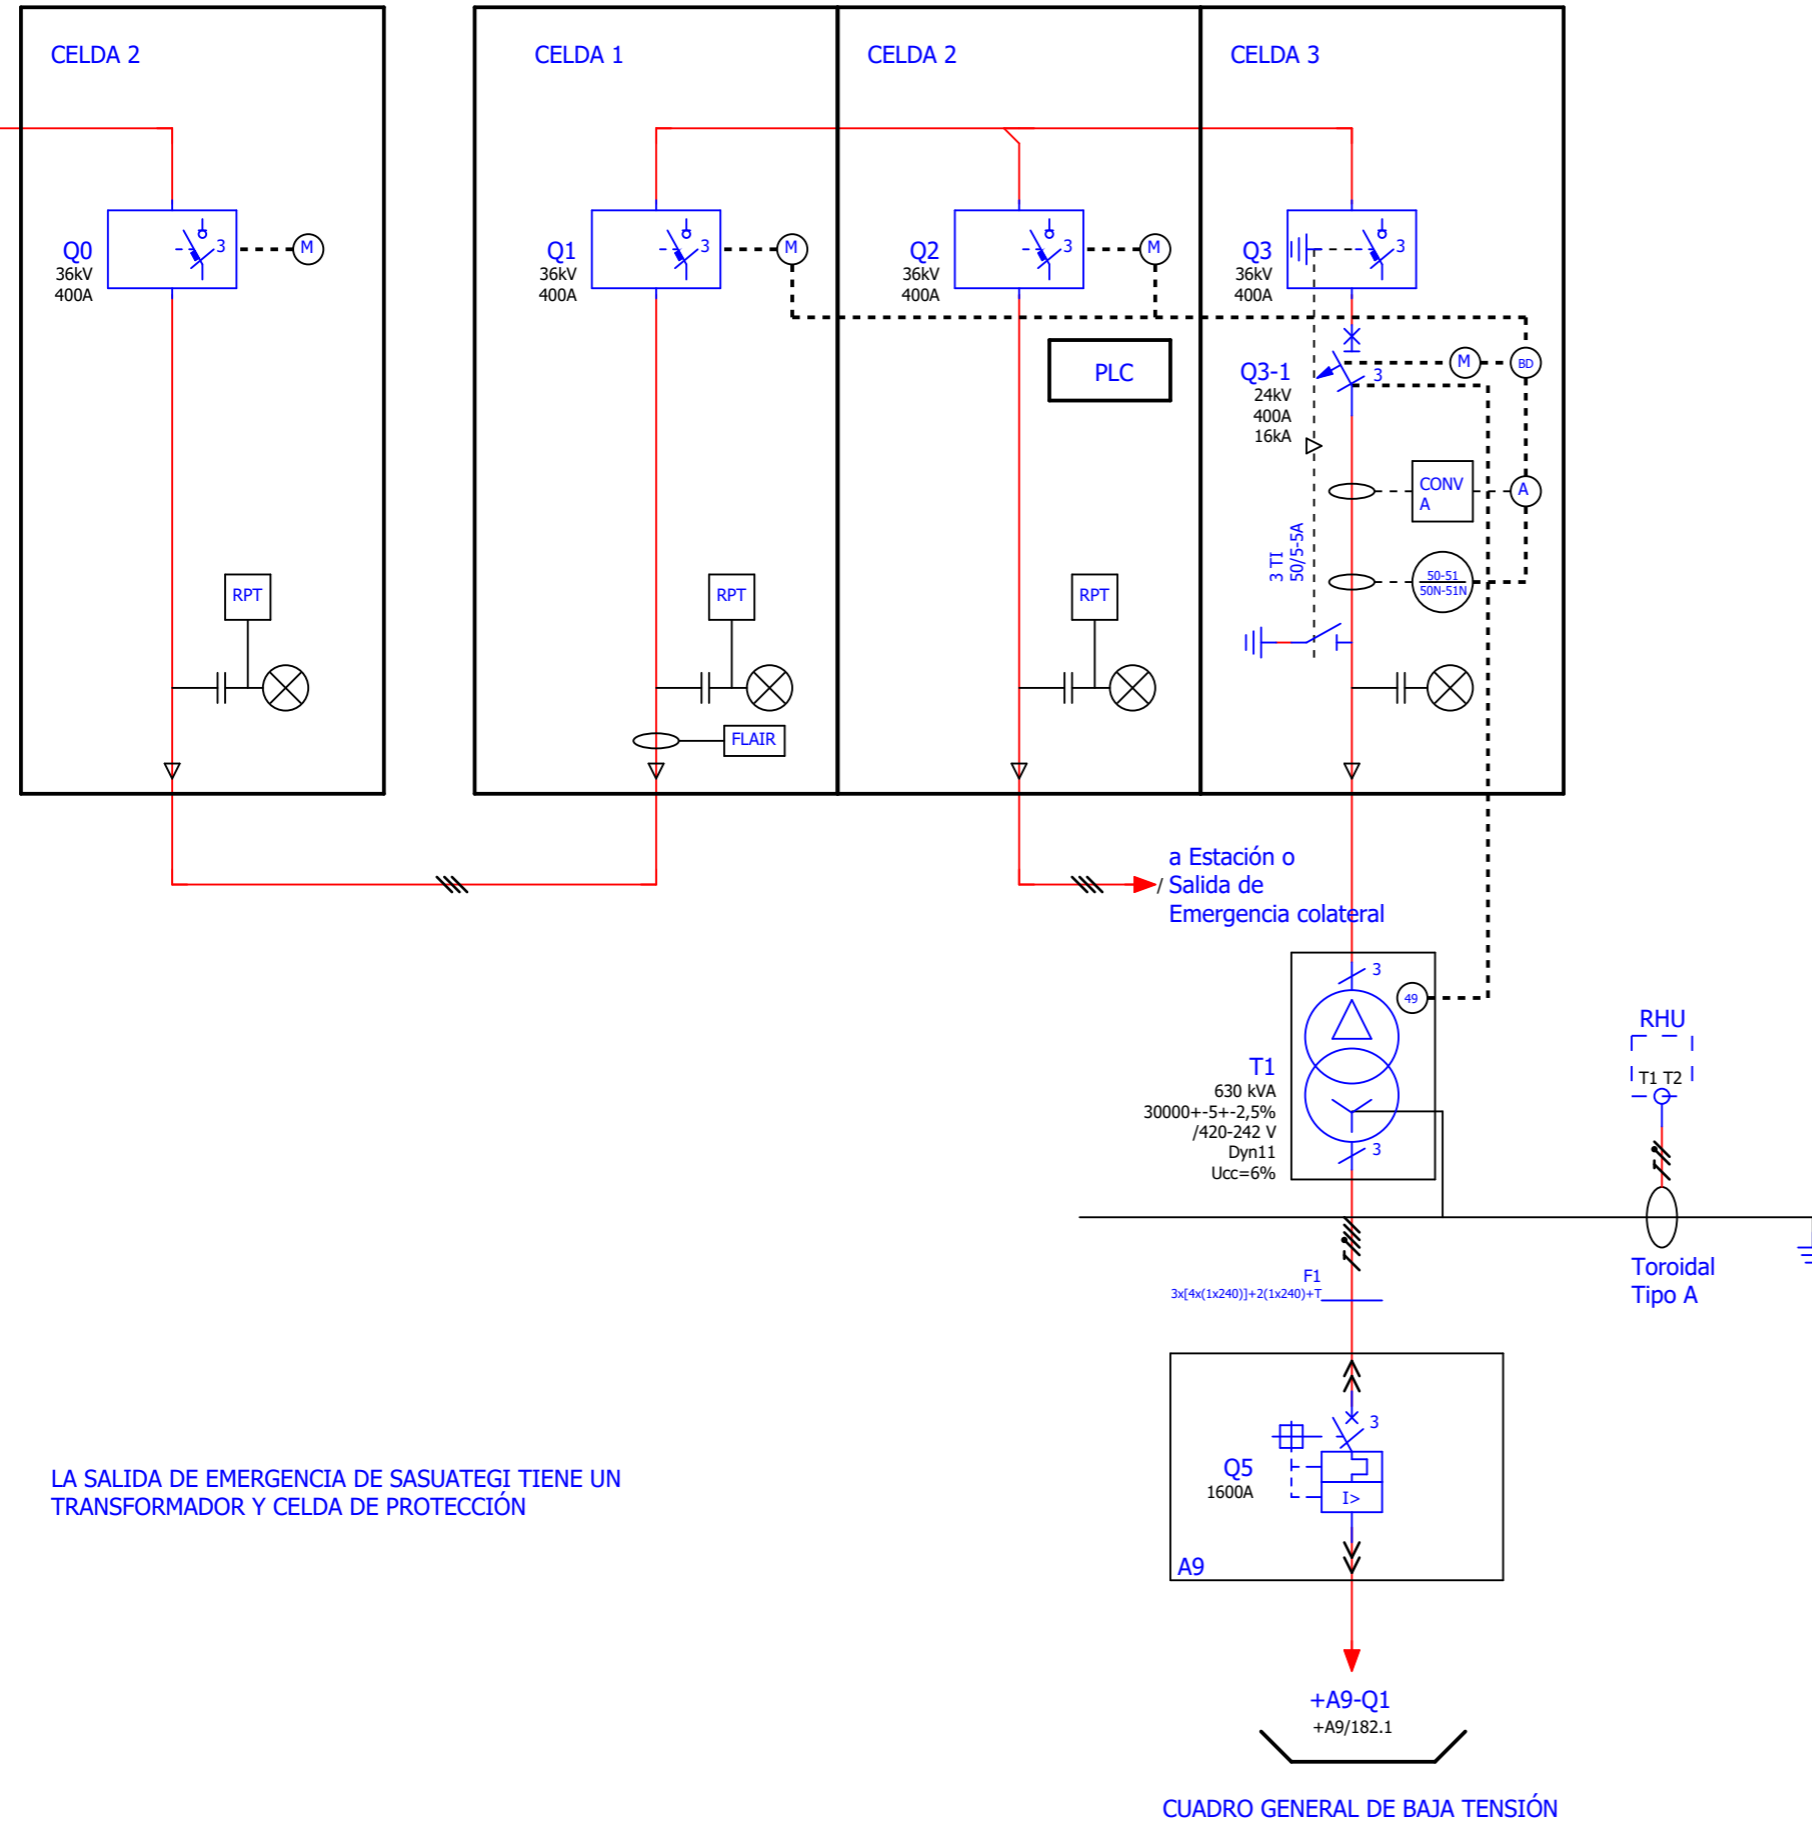 CELDA 2
CELDA 1
CELDA 2
CELDA 3
Q0
36kV
400A
3
M
Q1
36kV
400A
3
M
Q2
36kV
400A
3
M
Q3
36kV
400A
3
PLC
Q3-1
24kV
400A
16kA
3
M
BD
CONV
A
A
3 TI
50/5-5A
50-51
50N-51N
RPT
RPT
RPT
FLAIR
a Estación o
/ Salida de
Emergencia colateral
3
49
T1
630 kVA
30000+-5+-2,5%
/420-242 V
Dyn11
Ucc=6%
3
RHU
T1 T2
Toroidal
Tipo A
F1
3x[4x(1x240)]+2(1x240)+T
3
Q5
1600A
I>
A9
LA SALIDA DE EMERGENCIA DE SASUATEGI TIENE UN
TRANSFORMADOR Y CELDA DE PROTECCIÓN
+A9-Q1
+A9/182.1
CUADRO GENERAL DE BAJA TENSIÓN